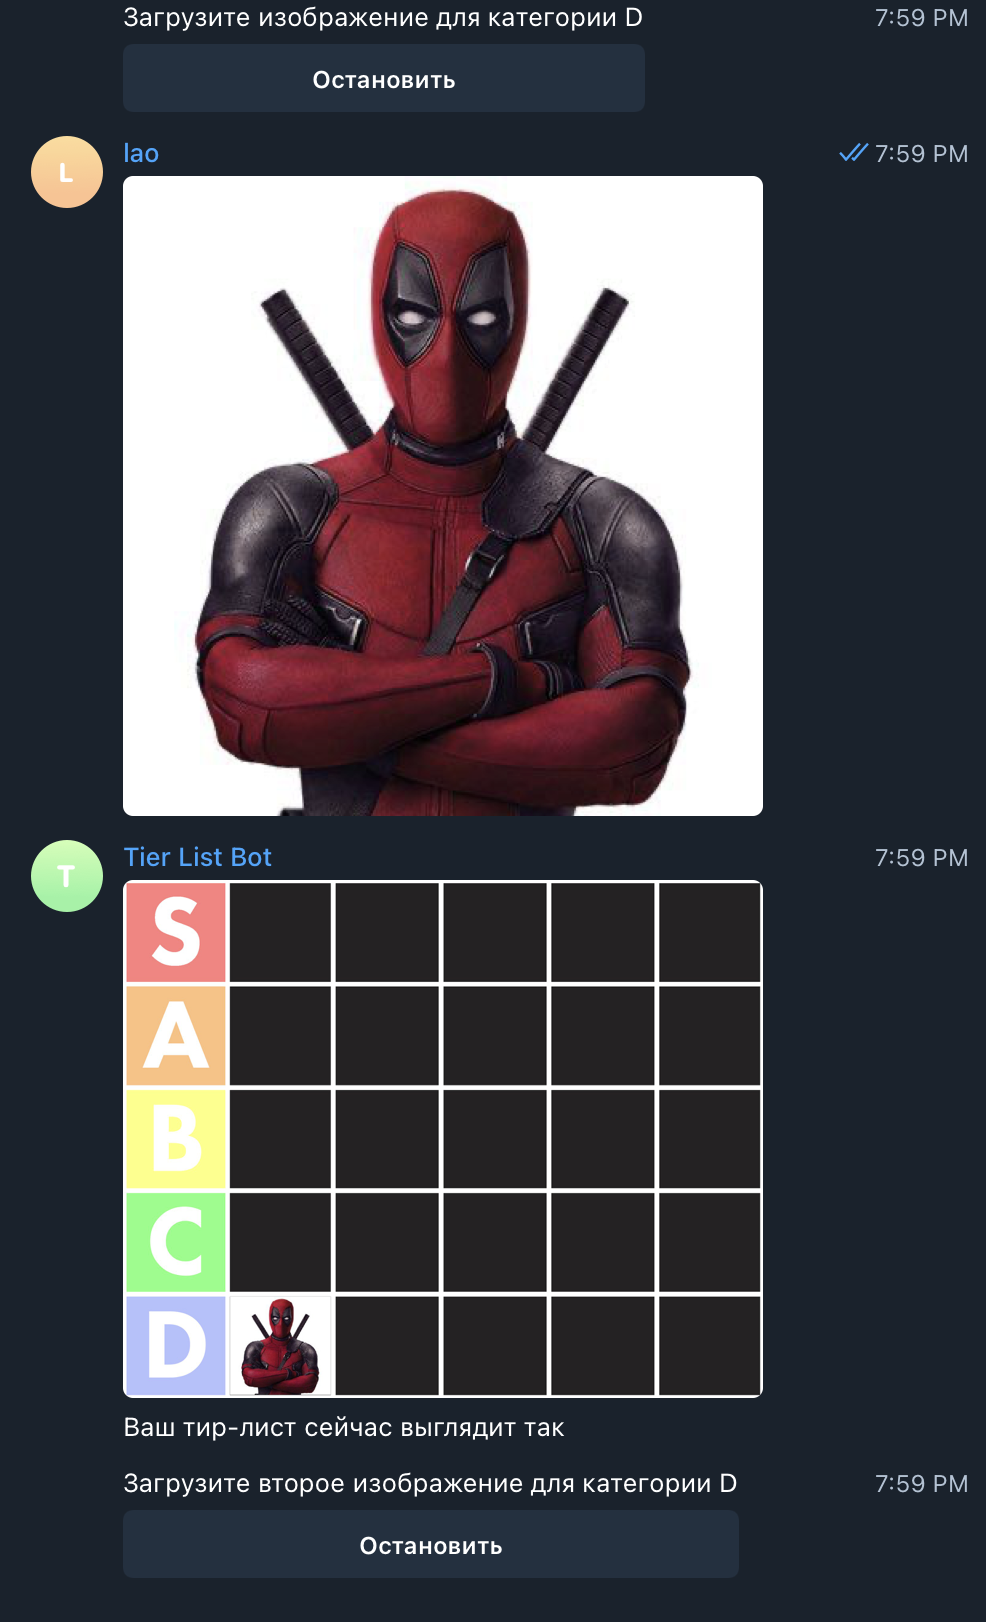 Загрузите изображение для категории D
7:59 PM
Остановить
L
lao
7:59 PM
T
Tier List Bot
7:59 PM
S
A
B
C
D
Ваш тир-лист сейчас выглядит так
Загрузите второе изображение для категории D
7:59 PM
Остановить